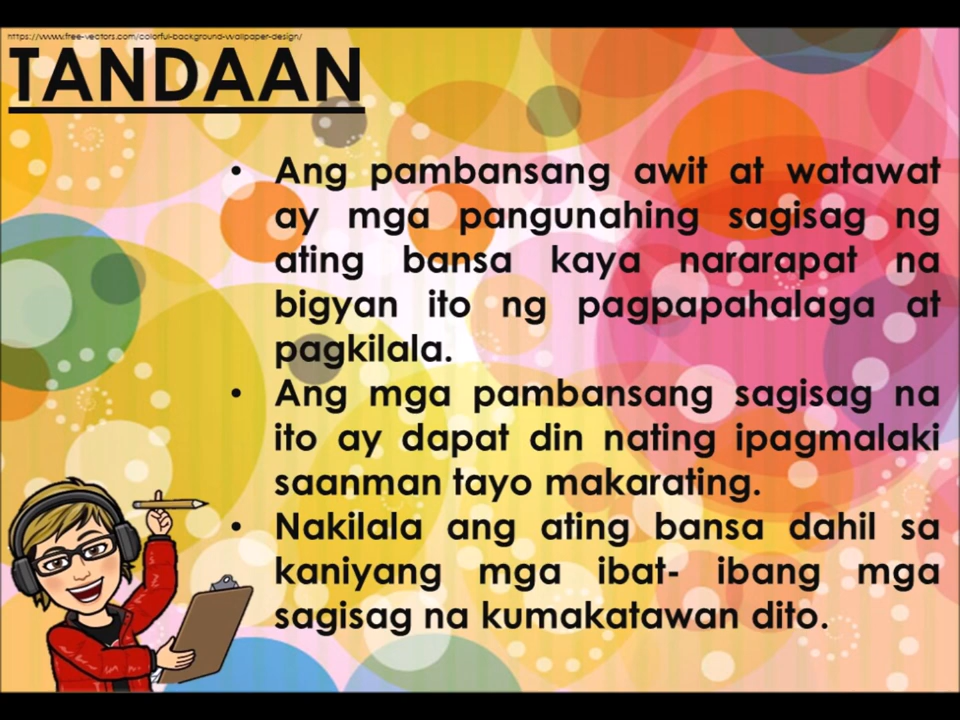 https://www.free-vectors.com/colorful-background-wallpaper-design/
TANDAAN
• Ang pambansang awit at watawat
ay mga pangunahing sagisag ng
ating bansa kaya nararapat na
bigyan ito ng pagpapahalaga at
pagkilala.
• Ang mga pambansang sagisag na
ito ay dapat din nating ipagmalaki
saanman tayo makarating.
• Nakilala ang ating bansa dahil sa
kaniyang mga ibat- ibang mga
sagisag na kumakatawan dito.